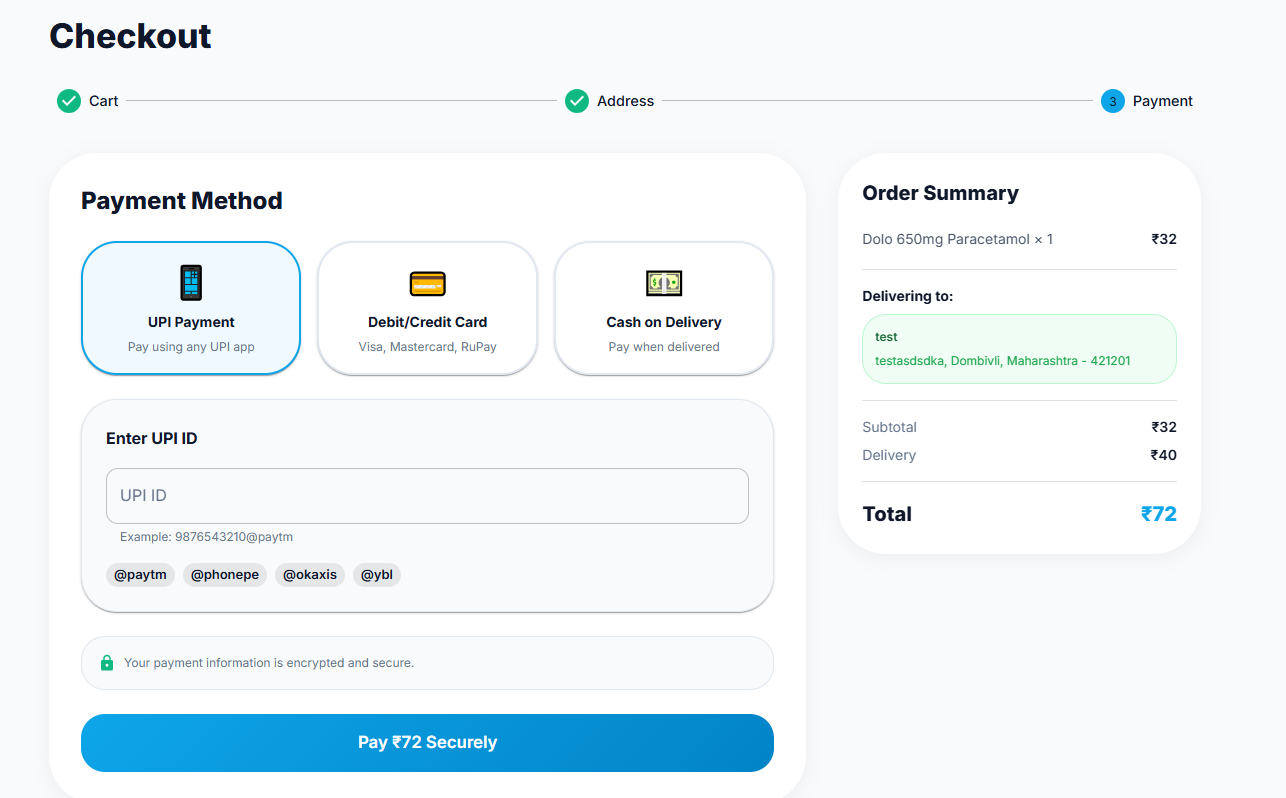 Checkout
Cart
Address
3 Payment
Payment Method
UPI Payment
Pay using any UPI app
Debit/Credit Card
Visa, Mastercard, RuPay
Cash on Delivery
Pay when delivered
Enter UPI ID
UPI ID
Example: 9876543210@paytm
@paytm @phonepe @okaxis @ybl
Your payment information is encrypted and secure.
Pay ₹72 Securely
Order Summary
Dolo 650mg Paracetamol × 1 ₹32
Delivering to:
test
testasdsdka, Dombivli, Maharashtra - 421201
Subtotal ₹32
Delivery ₹40
Total ₹72